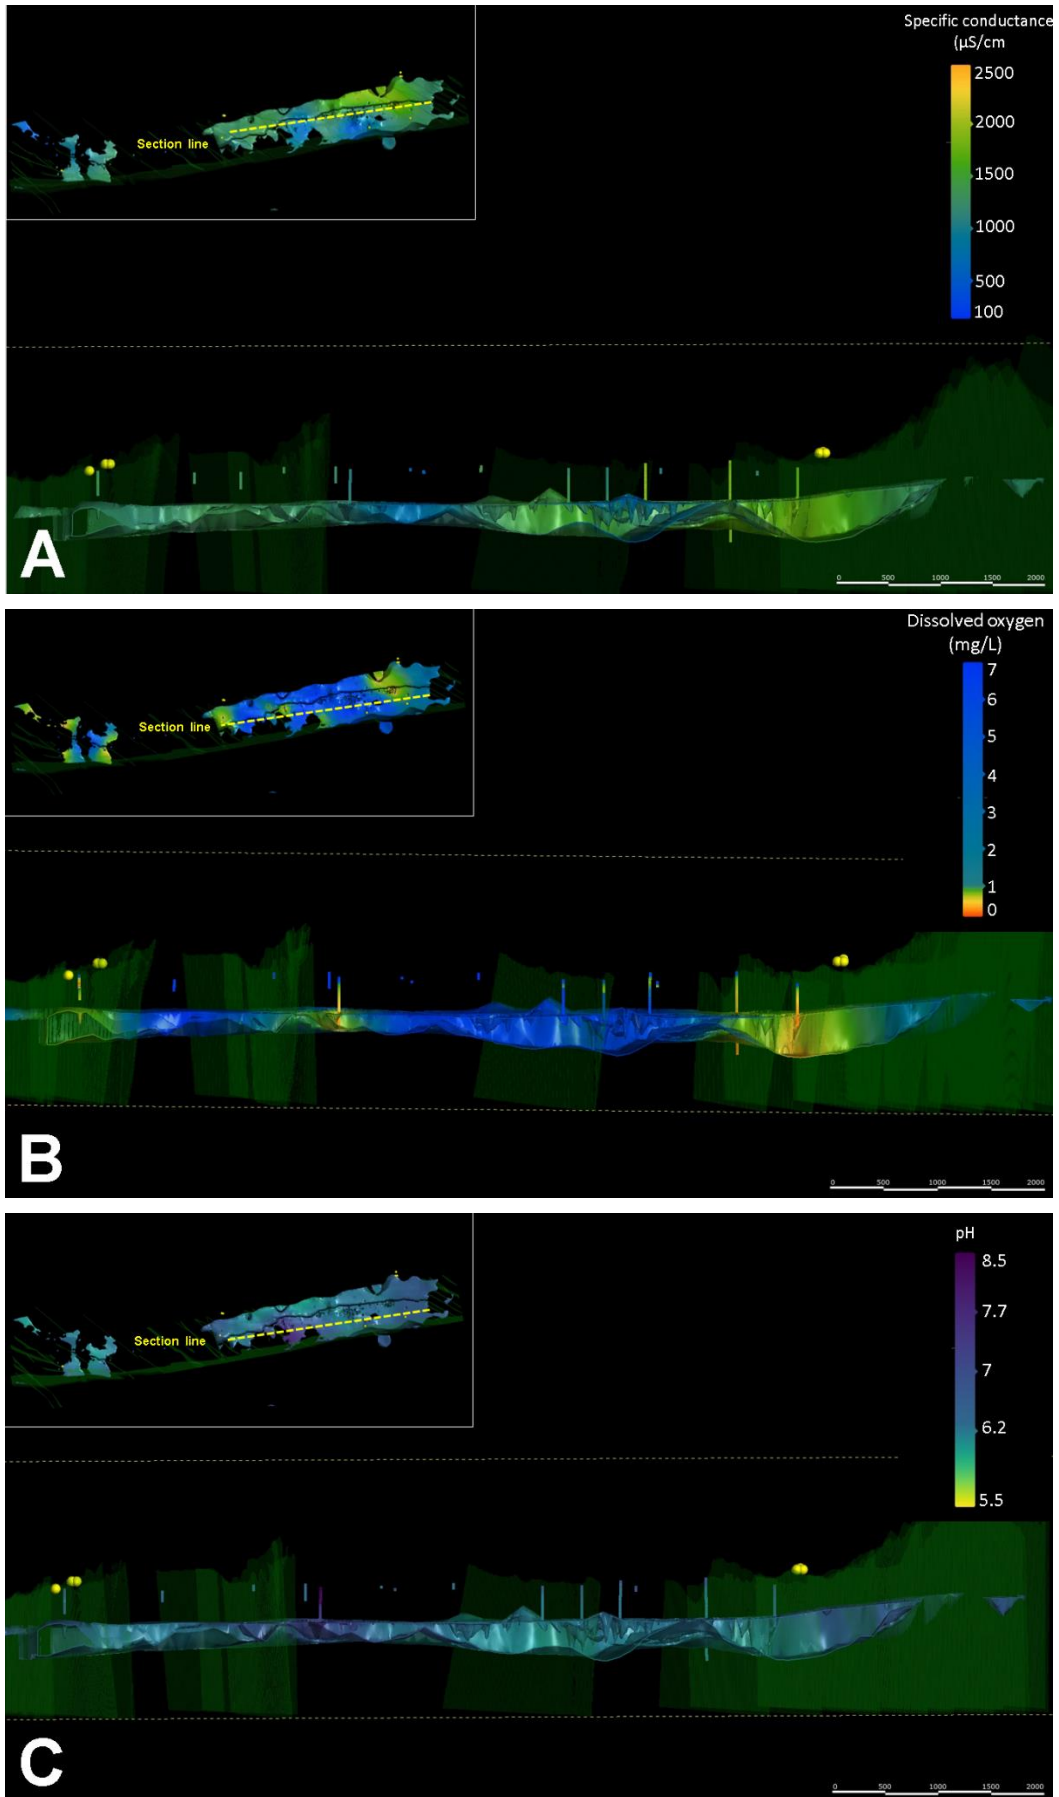 Specific conductance
(µS/cm
2500
2000
1500
1000
500
100
Section line
A
0 500 1000 1500 2000
Dissolved oxygen
(mg/L)
7
6
5
4
3
2
1
0
Section line
B
0 500 1000 1500 2000
pH
8.5
7.7
7
6.2
5.5
Section line
C
0 500 1000 1500 2000